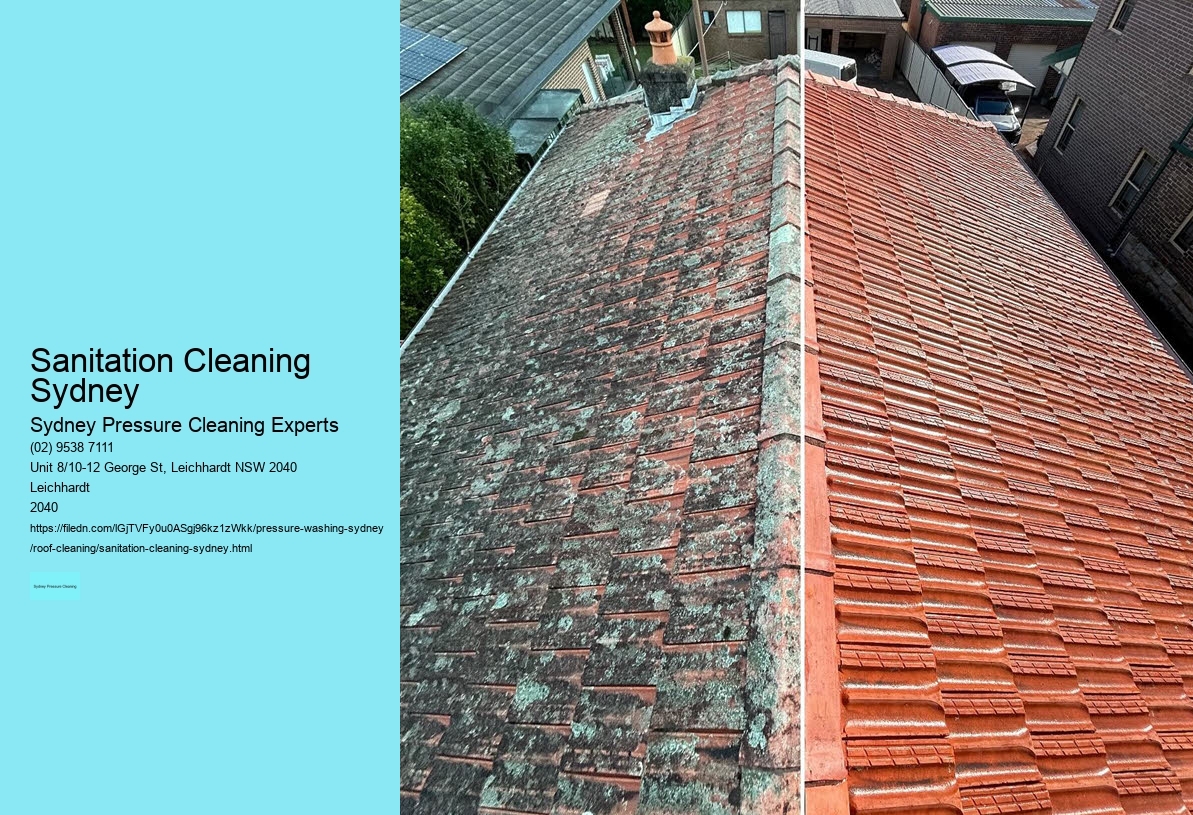 Sanitation Cleaning
Sydney
Sydney Pressure Cleaning Experts
(02) 9538 7111
Unit 8/10-12 George St, Leichhardt NSW 2040
Leichhardt
2040
https://filedn.com/lGjTVFy0u0ASgj96kz1zWkk/pressure-washing-sydney
/roof-cleaning/sanitation-cleaning-sydney.html
Sydney Pressure Cleaning